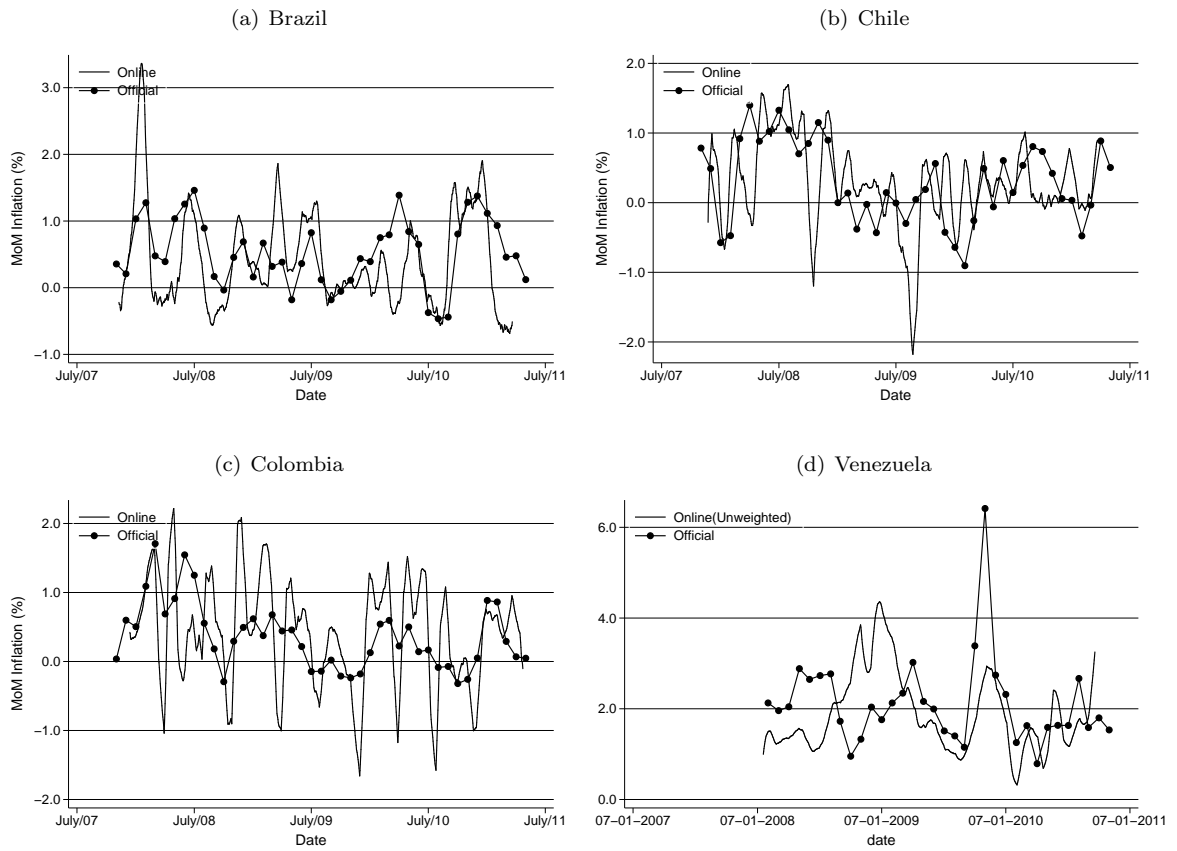 (a) Brazil
Online
Official
3.0
2.0
1.0
0.0
−1.0
MoM Inflation (%)
July/07 July/08 July/09 July/10 July/11
Date
(b) Chile
Online
Official
2.0
1.0
0.0
−1.0
−2.0
MoM Inflation (%)
July/07 July/08 July/09 July/10 July/11
Date
(c) Colombia
Online
Official
2.0
1.0
0.0
−1.0
−2.0
MoM Inflation (%)
July/07 July/08 July/09 July/10 July/11
Date
(d) Venezuela
Online(Unweighted)
Official
6.0
4.0
2.0
0.0
07−01−2007 07−01−2008 07−01−2009 07−01−2010 07−01−2011
date